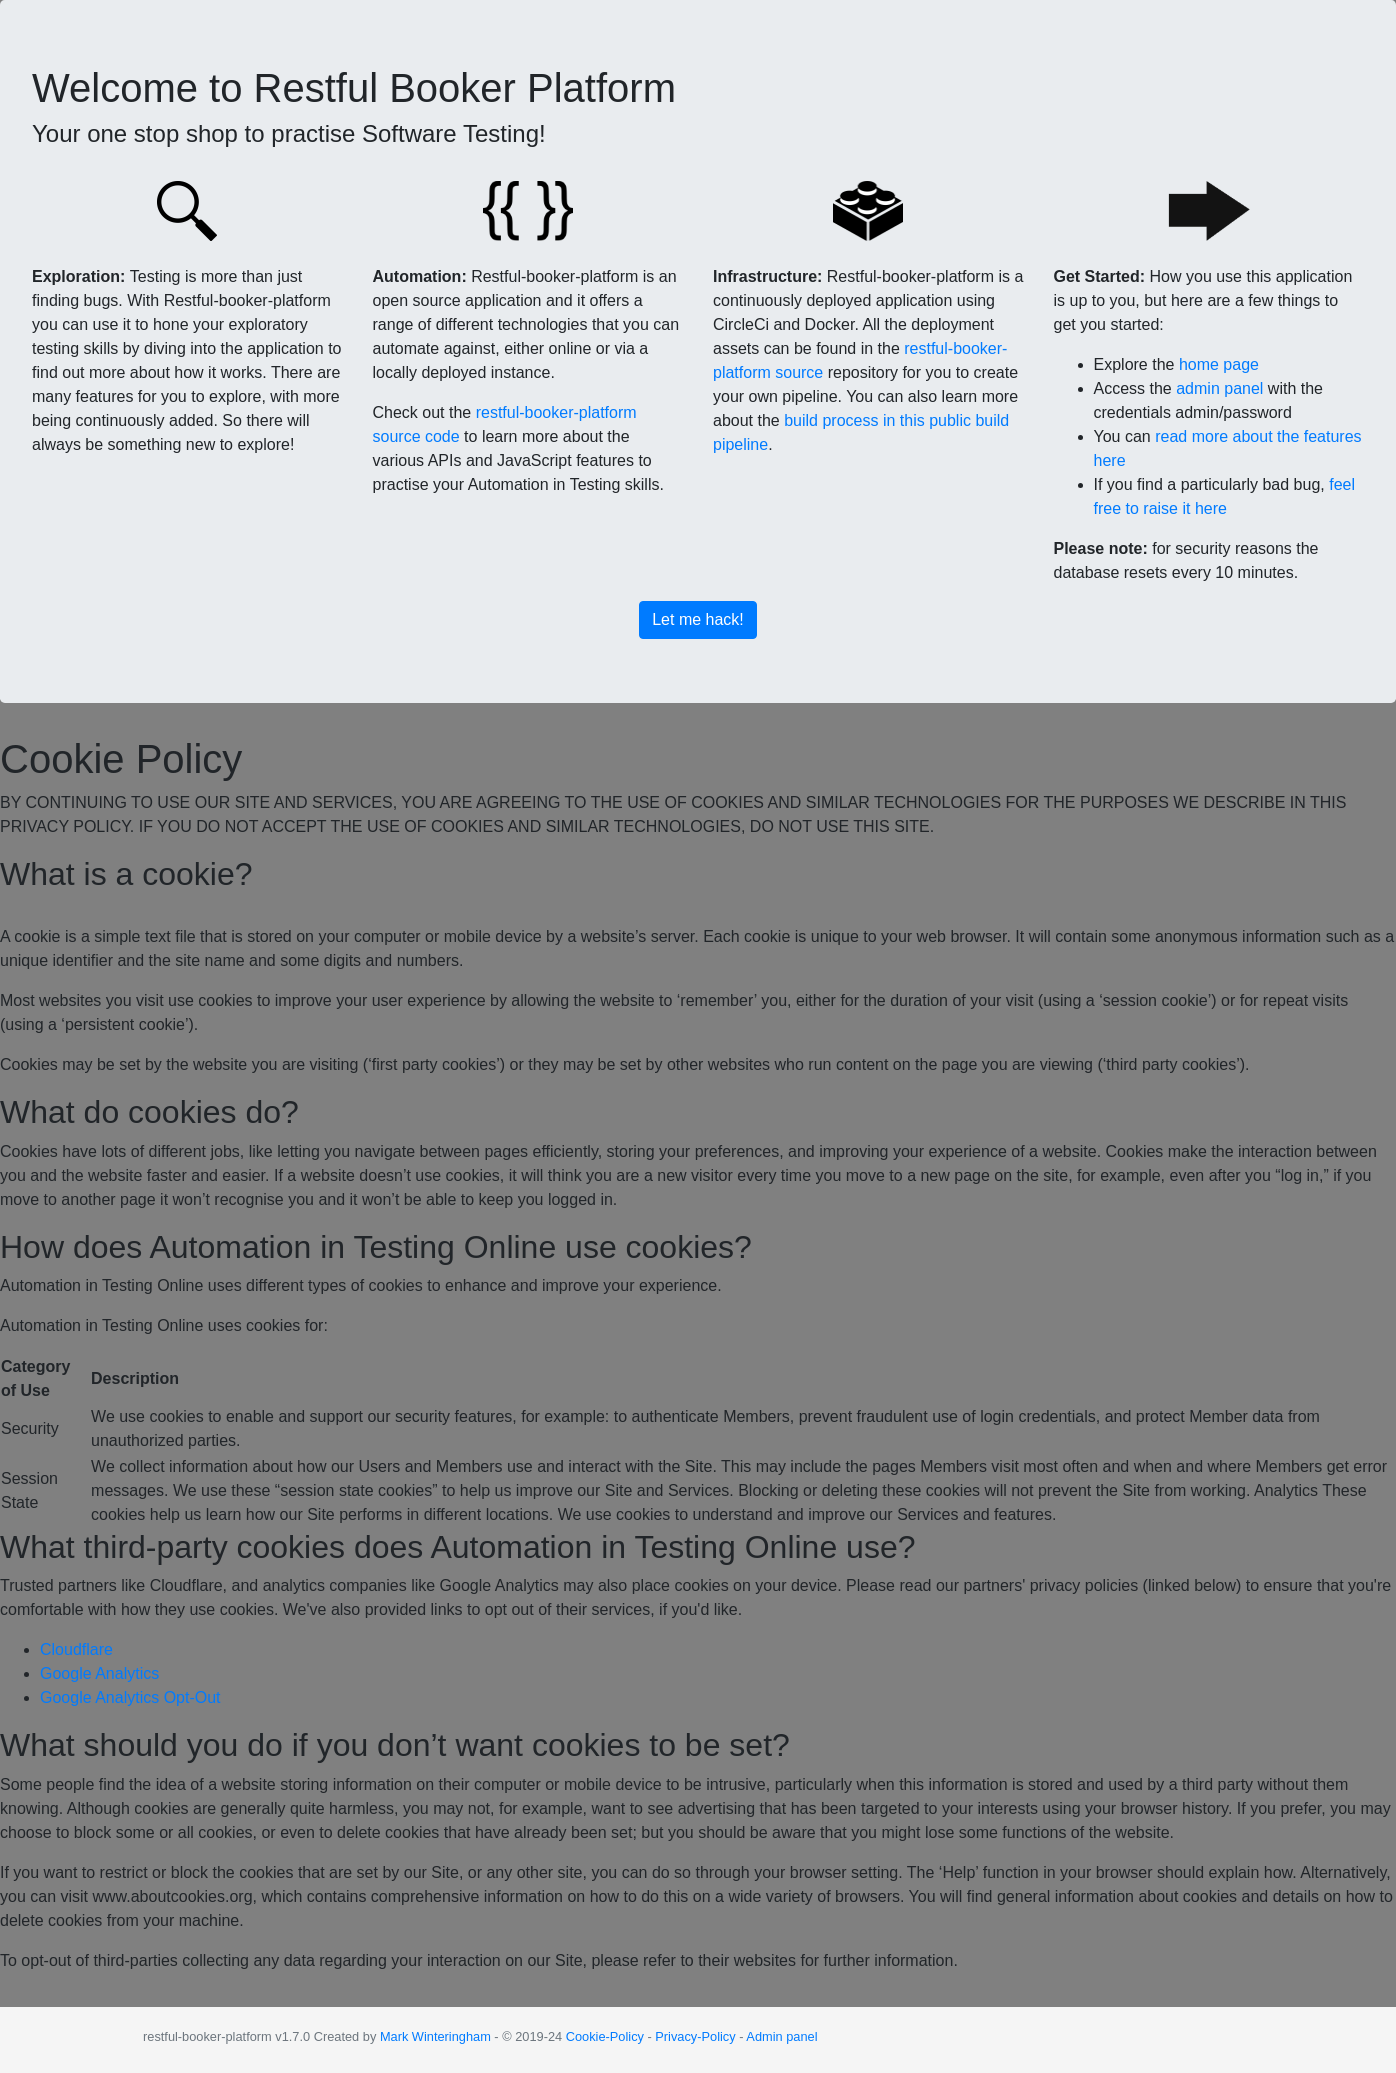 Welcome to Restful Booker Platform
Your one stop shop to practise Software Testing!
{{ }}
Exploration: Testing is more than just
finding bugs. With Restful-booker-platform
you can use it to hone your exploratory
testing skills by diving into the application to
find out more about how it works. There are
many features for you to explore, with more
being continuously added. So there will
always be something new to explore!
Automation: Restful-booker-platform is an
open source application and it offers a
range of different technologies that you can
automate against, either online or via a
locally deployed instance.
Check out the restful-booker-platform
source code to learn more about the
various APIs and JavaScript features to
practise your Automation in Testing skills.
Infrastructure: Restful-booker-platform is a
continuously deployed application using
CircleCi and Docker. All the deployment
assets can be found in the restful-booker-
platform source repository for you to create
your own pipeline. You can also learn more
about the build process in this public build
pipeline.
Get Started: How you use this application
is up to you, but here are a few things to
get you started:
• Explore the home page
• Access the admin panel with the
credentials admin/password
• You can read more about the features
here
• If you find a particularly bad bug, feel
free to raise it here
Please note: for security reasons the
database resets every 10 minutes.
Let me hack!
Cookie Policy
BY CONTINUING TO USE OUR SITE AND SERVICES, YOU ARE AGREEING TO THE USE OF COOKIES AND SIMILAR TECHNOLOGIES FOR THE PURPOSES WE DESCRIBE IN THIS
PRIVACY POLICY. IF YOU DO NOT ACCEPT THE USE OF COOKIES AND SIMILAR TECHNOLOGIES, DO NOT USE THIS SITE.
What is a cookie?
A cookie is a simple text file that is stored on your computer or mobile device by a website’s server. Each cookie is unique to your web browser. It will contain some anonymous information such as a
unique identifier and the site name and some digits and numbers.
Most websites you visit use cookies to improve your user experience by allowing the website to ‘remember’ you, either for the duration of your visit (using a ‘session cookie’) or for repeat visits
(using a ‘persistent cookie’).
Cookies may be set by the website you are visiting (‘first party cookies’) or they may be set by other websites who run content on the page you are viewing (‘third party cookies’).
What do cookies do?
Cookies have lots of different jobs, like letting you navigate between pages efficiently, storing your preferences, and improving your experience of a website. Cookies make the interaction between
you and the website faster and easier. If a website doesn’t use cookies, it will think you are a new visitor every time you move to a new page on the site, for example, even after you “log in,” if you
move to another page it won’t recognise you and it won’t be able to keep you logged in.
How does Automation in Testing Online use cookies?
Automation in Testing Online uses different types of cookies to enhance and improve your experience.
Automation in Testing Online uses cookies for:
Category
of Use
Description
Security
We use cookies to enable and support our security features, for example: to authenticate Members, prevent fraudulent use of login credentials, and protect Member data from
unauthorized parties.
Session
State
We collect information about how our Users and Members use and interact with the Site. This may include the pages Members visit most often and when and where Members get error
messages. We use these “session state cookies” to help us improve our Site and Services. Blocking or deleting these cookies will not prevent the Site from working. Analytics These
cookies help us learn how our Site performs in different locations. We use cookies to understand and improve our Services and features.
What third-party cookies does Automation in Testing Online use?
Trusted partners like Cloudflare, and analytics companies like Google Analytics may also place cookies on your device. Please read our partners' privacy policies (linked below) to ensure that you're
comfortable with how they use cookies. We've also provided links to opt out of their services, if you'd like.
• Cloudflare
• Google Analytics
• Google Analytics Opt-Out
What should you do if you don’t want cookies to be set?
Some people find the idea of a website storing information on their computer or mobile device to be intrusive, particularly when this information is stored and used by a third party without them
knowing. Although cookies are generally quite harmless, you may not, for example, want to see advertising that has been targeted to your interests using your browser history. If you prefer, you may
choose to block some or all cookies, or even to delete cookies that have already been set; but you should be aware that you might lose some functions of the website.
If you want to restrict or block the cookies that are set by our Site, or any other site, you can do so through your browser setting. The ‘Help’ function in your browser should explain how. Alternatively,
you can visit www.aboutcookies.org, which contains comprehensive information on how to do this on a wide variety of browsers. You will find general information about cookies and details on how to
delete cookies from your machine.
To opt-out of third-parties collecting any data regarding your interaction on our Site, please refer to their websites for further information.
restful-booker-platform v1.7.0 Created by Mark Winteringham - © 2019-24 Cookie-Policy - Privacy-Policy - Admin panel